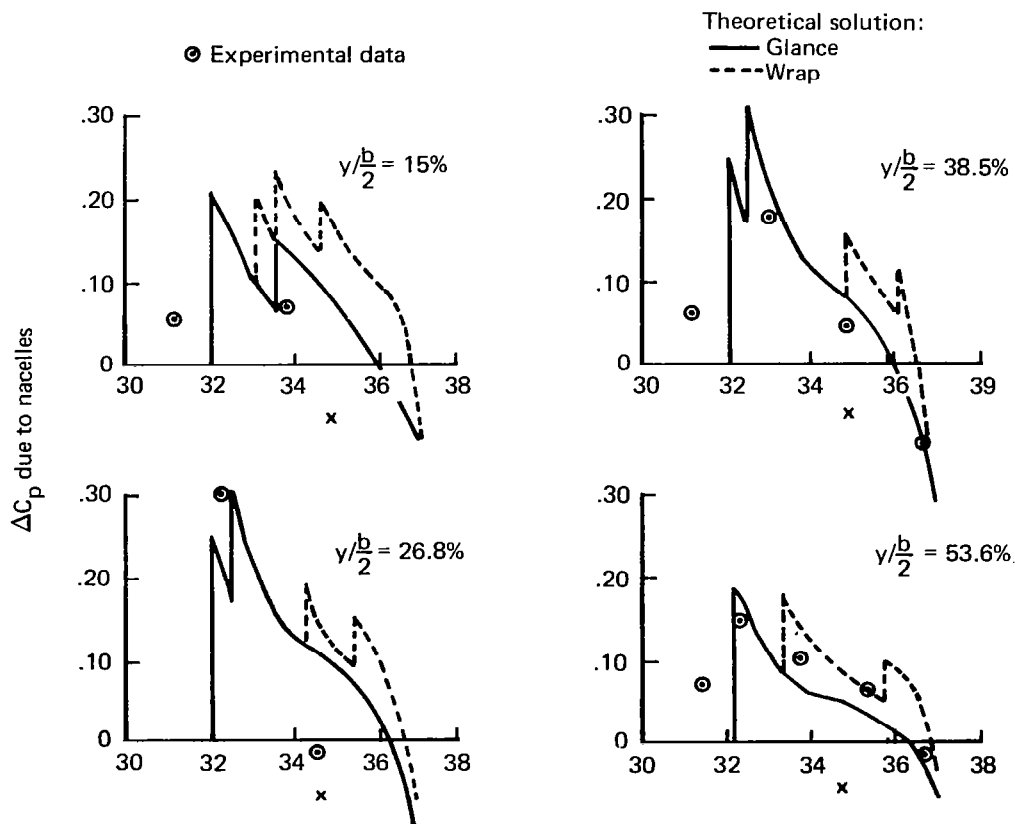 Experimental data
Theoretical solution:
Glance
Wrap
ΔCp due to nacelles
.30
.20
.10
0
30 32 34 36 38
x
y/b/2 = 15%
.30
.20
.10
0
30 32 34 36 39
x
y/b/2 = 38.5%
.30
.20
.10
0
30 32 34 36 38
x
y/b/2 = 26.8%
.30
.20
.10
0
30 32 34 36 38
x
y/b/2 = 53.6%